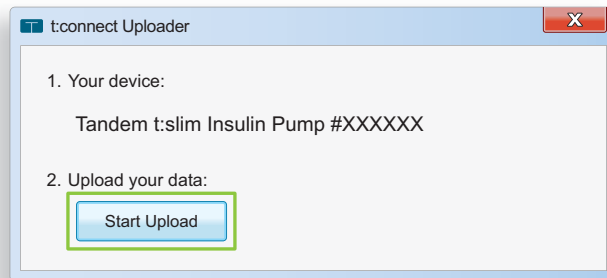 t:connect Uploader
X
1. Your device:
Tandem t:slim Insulin Pump #XXXXXX
2. Upload your data:
Start Upload